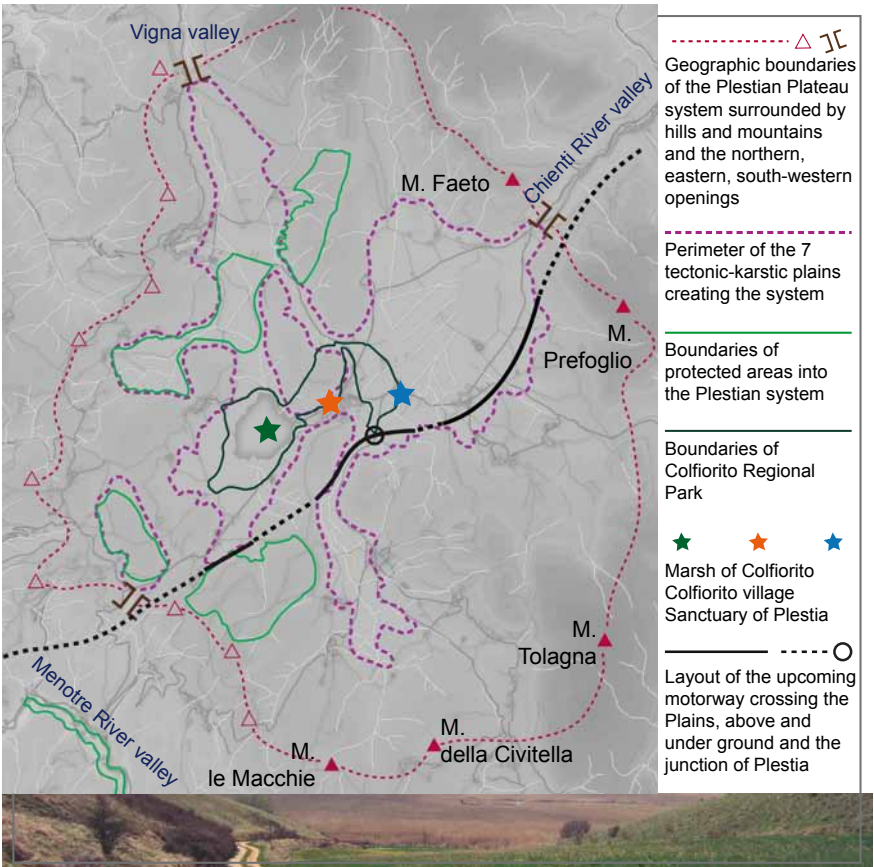 Vigna valley
Chienti River valley
M. Faeto
M.
Prefoglio
M.
Tolagna
M.
della Civitella
M.
le Macchie
Menotre River valley
Geographic boundaries
of the Plestian Plateau
system surrounded by
hills and mountains
and the northern,
eastern, south-western
openings
Perimeter of the 7
tectonic-karstic plains
creating the system
Boundaries of
protected areas into
the Plestian system
Boundaries of
Colfiorito Regional
Park
Marsh of Colfiorito
Colfiorito village
Sanctuary of Plestia
Layout of the upcoming
motorway crossing the
Plains, above and
under ground and the
junction of Plestia